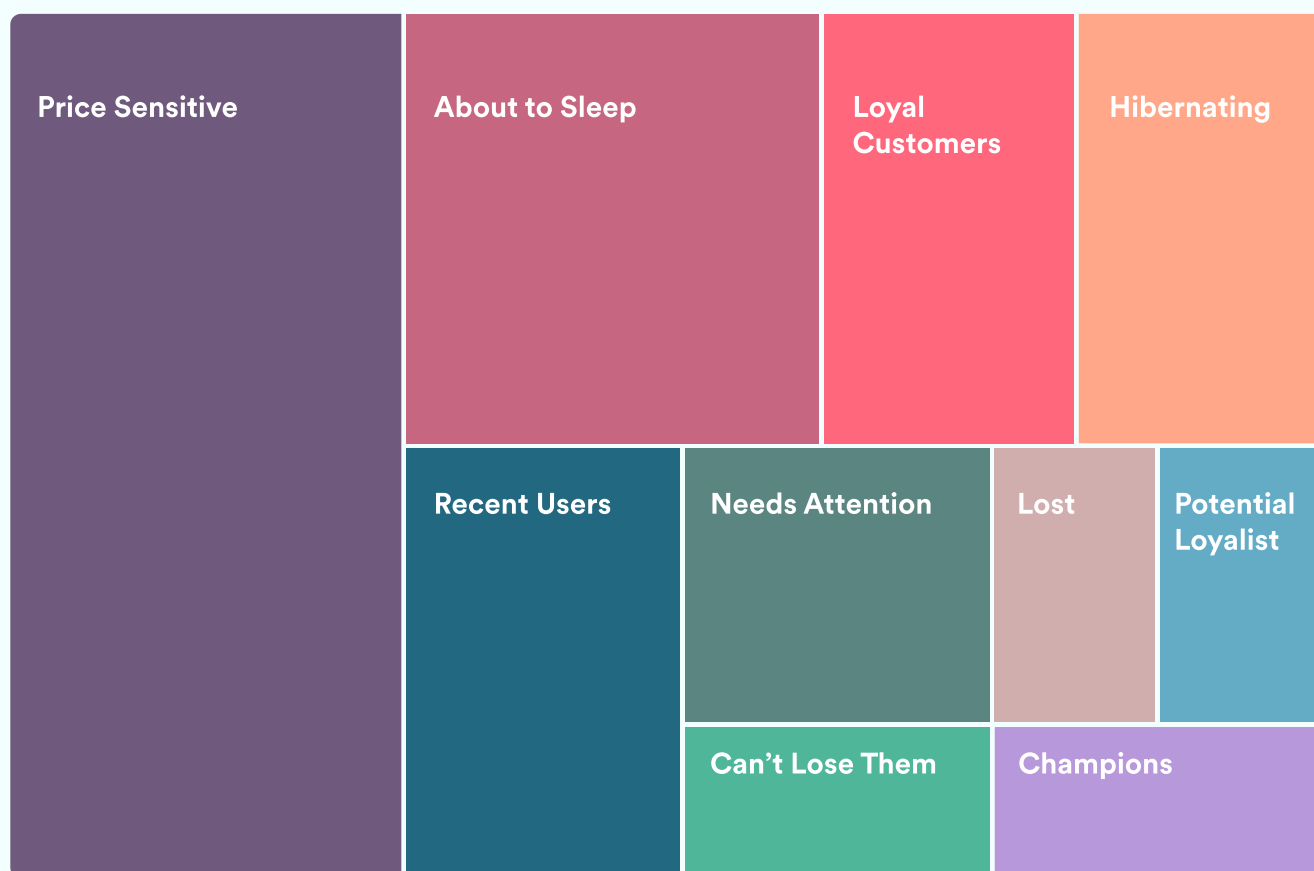 Price Sensitive
About to Sleep
Loyal
Customers
Hibernating
Recent Users
Needs Attention
Lost
Potential
Loyalist
Can’t Lose Them
Champions